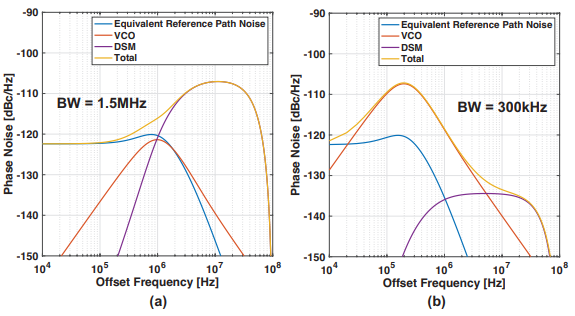 -90
-100
-110
-120
-130
-140
-150
Phase Noise [dBc/Hz]
Equivalent Reference Path Noise
VCO
DSM
Total
BW = 1.5MHz
10^4 10^5 10^6 10^7 10^8
Offset Frequency [Hz]
(a)
-90
-100
-110
-120
-130
-140
-150
Phase Noise [dBc/Hz]
Equivalent Reference Path Noise
VCO
DSM
Total
BW = 300kHz
10^4 10^5 10^6 10^7 10^8
Offset Frequency [Hz]
(b)